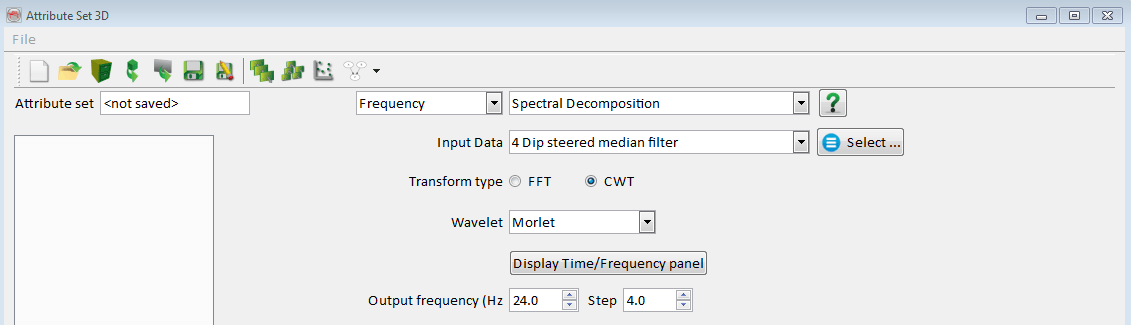 Attribute Set 3D
File
Attribute set <not saved> Frequency Spectral Decomposition ?
Input Data 4 Dip steered median filter Select ...
Transform type FFT CWT
Wavelet Morlet
Display Time/Frequency panel
Output frequency (Hz 24.0 Step 4.0